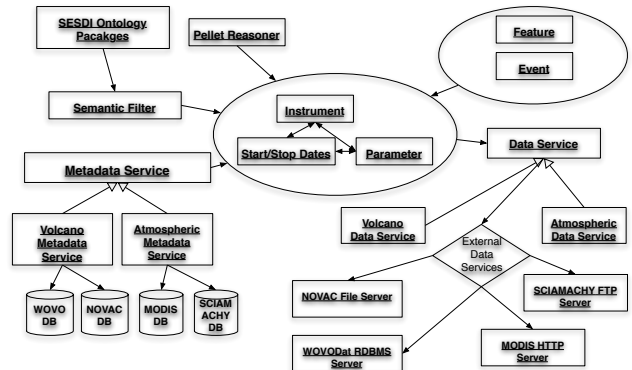 SESDI Ontology
Pacakges
Pellet Reasoner
Feature
Event
Semantic Filter
Instrument
Start/Stop Dates
Parameter
Data Service
Metadata Service
Volcano
Metadata
Service
Atmospheric
Metadata
Service
Volcano
Data Service
Atmospheric
Data Service
External
Data
Services
WOVO
DB
NOVAC
DB
MODIS
DB
SCIAM
ACHY
DB
NOVAC File Server
SCIAMACHY FTP
Server
WOVODat RDBMS Server
MODIS HTTP
Server